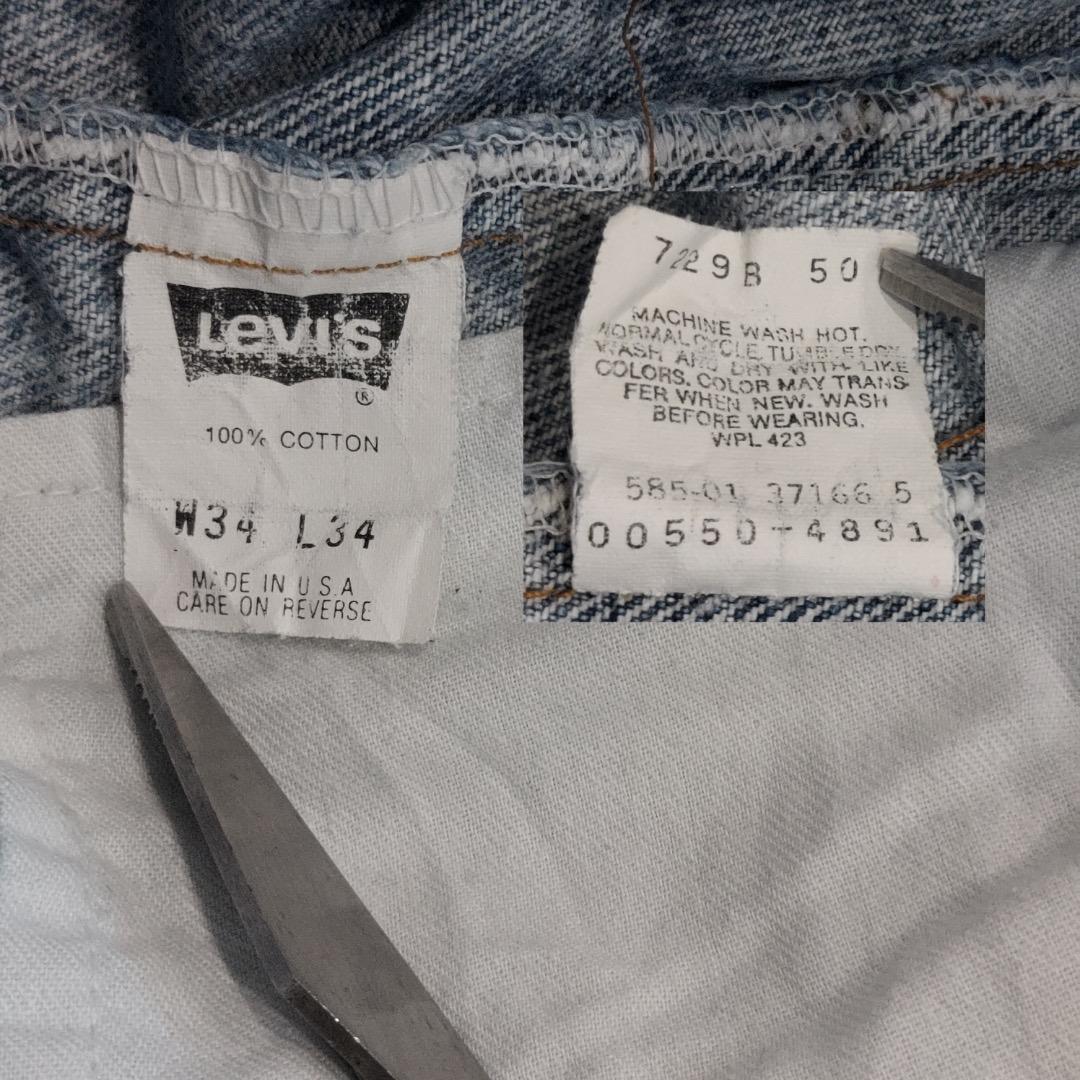 Levi's
®
100% COTTON
W34 L34
MADE IN U S A
CARE ON REVERSE
7229B 50
MACHINE WASH HOT.
NORMAL CYCLE. TUMBLE DRY.
WASH AND DRY WITH LIKE
COLORS. COLOR MAY TRANS-
FER WHEN NEW. WASH
BEFORE WEARING.
WPL 423
585-01 37166 5
00550-4891